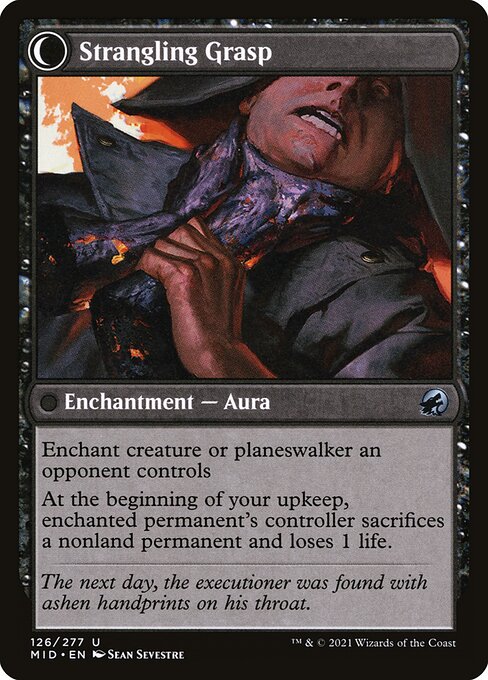 Strangling Grasp
Enchantment — Aura
Enchant creature or planeswalker an
opponent controls
At the beginning of your upkeep,
enchanted permanent's controller sacrifices
a nonland permanent and loses 1 life.
The next day, the executioner was found with
ashen handprints on his throat.
126/277 U
MID • EN Sean Sevestre
™ & © 2021 Wizards of the Coast